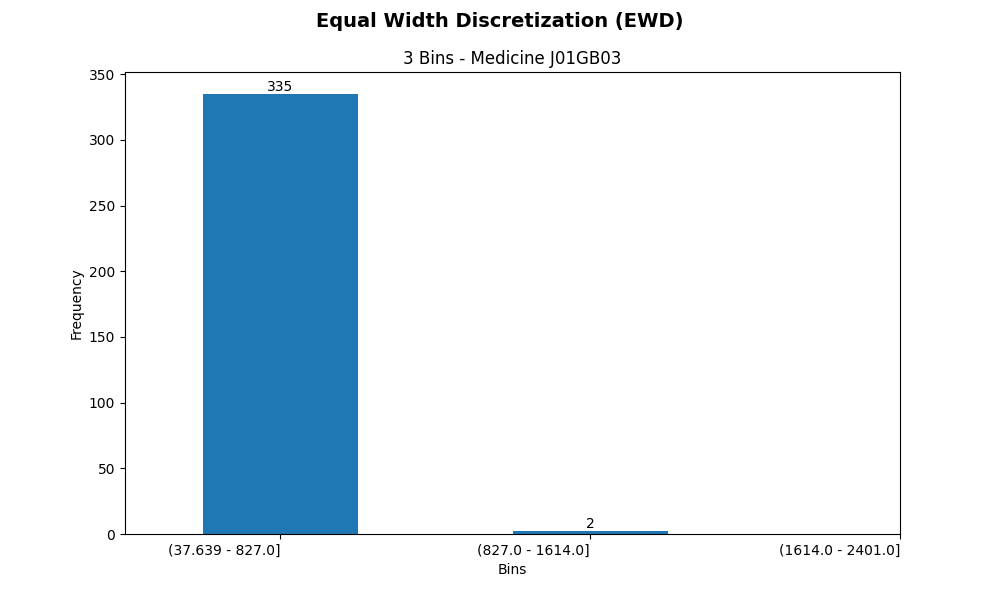 Equal Width Discretization (EWD)
3 Bins - Medicine J01GB03
350
300
250
200
150
100
50
0
Frequency
335
2
(37.639 - 827.0]
(827.0 - 1614.0]
(1614.0 - 2401.0]
Bins